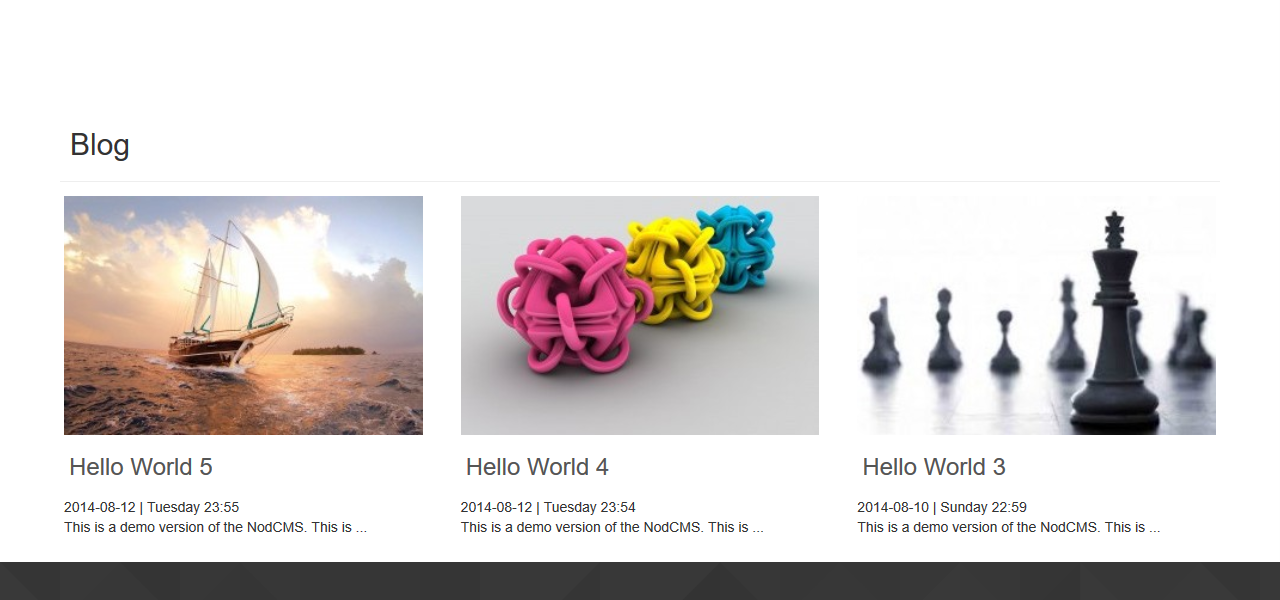 Blog
Hello World 5
2014-08-12 | Tuesday 23:55
This is a demo version of the NodCMS. This is ...
Hello World 4
2014-08-12 | Tuesday 23:54
This is a demo version of the NodCMS. This is ...
Hello World 3
2014-08-10 | Sunday 22:59
This is a demo version of the NodCMS. This is ...